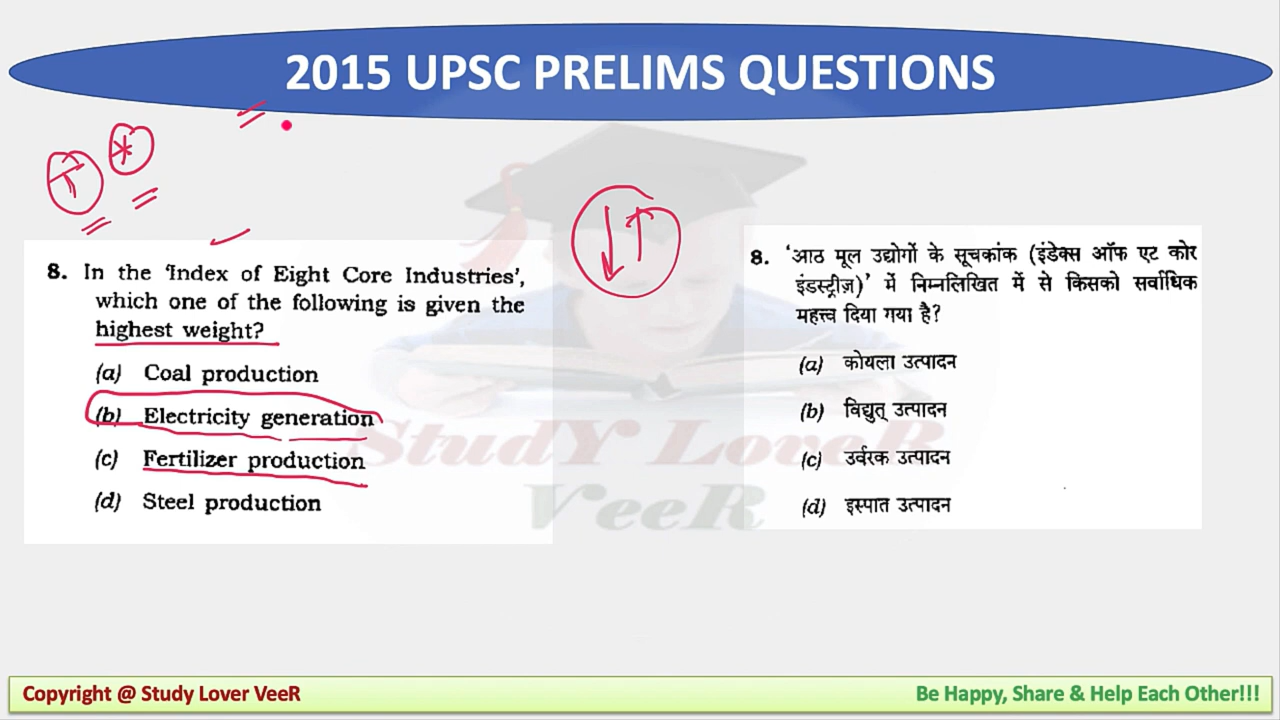 2015 UPSC PRELIMS QUESTIONS
8. In the 'Index of Eight Core Industries',
which one of the following is given the
highest weight?
(a) Coal production
(b) Electricity generation
(c) Fertilizer production
(d) Steel production
8. 'आठ मूल उद्योगों के सूचकांक (इंडेक्स ऑफ एट कोर
इंडस्ट्रीज़)' में निम्नलिखित में से किसको सर्वाधिक
महत्त्व दिया गया है?
(a) कोयला उत्पादन
(b) विद्युत् उत्पादन
(c) उर्वरक उत्पादन
(d) इस्पात उत्पादन
StudY LoveR
VeeR
Copyright @ Study Lover VeeR
Be Happy, Share & Help Each Other!!!